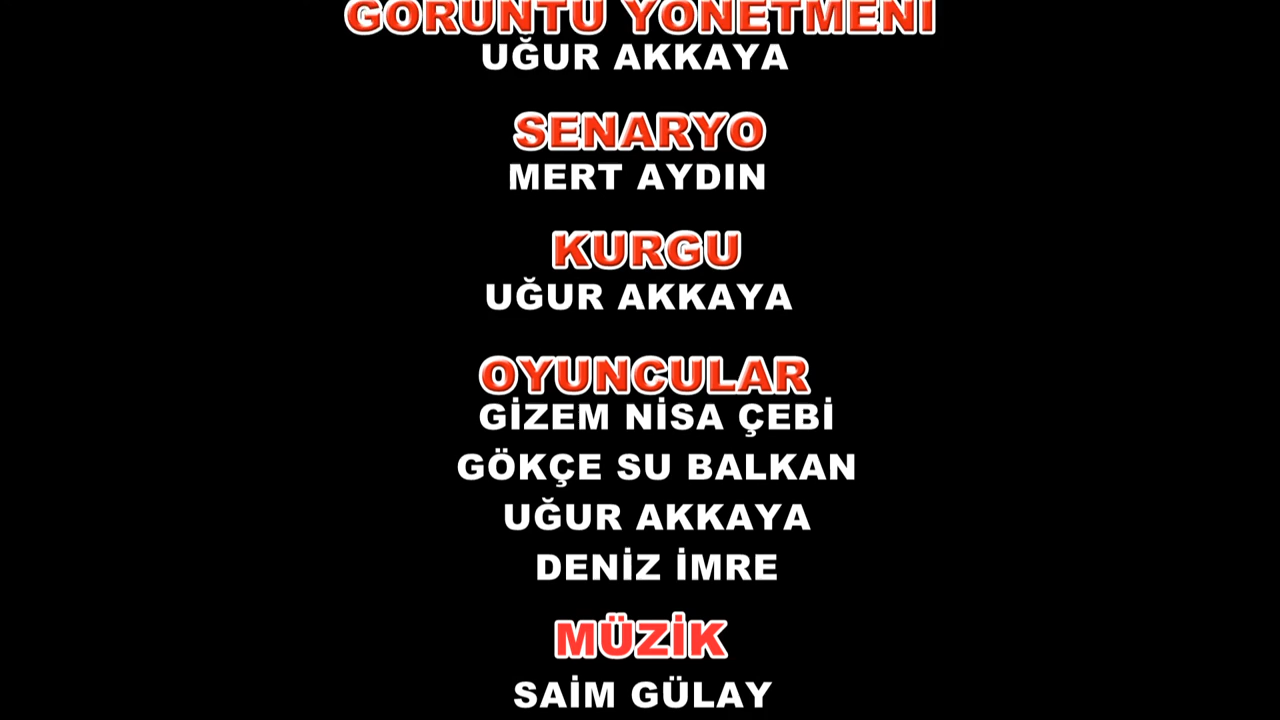 GÖRÜNTÜ YÖNETMENİ
UĞUR AKKAYA
SENARYO
MERT AYDIN
KURGU
UĞUR AKKAYA
OYUNCULAR
GİZEM NİSA ÇEBİ
GÖKÇE SU BALKAN
UĞUR AKKAYA
DENİZ İMRE
MÜZİK
SAİM GÜLAY